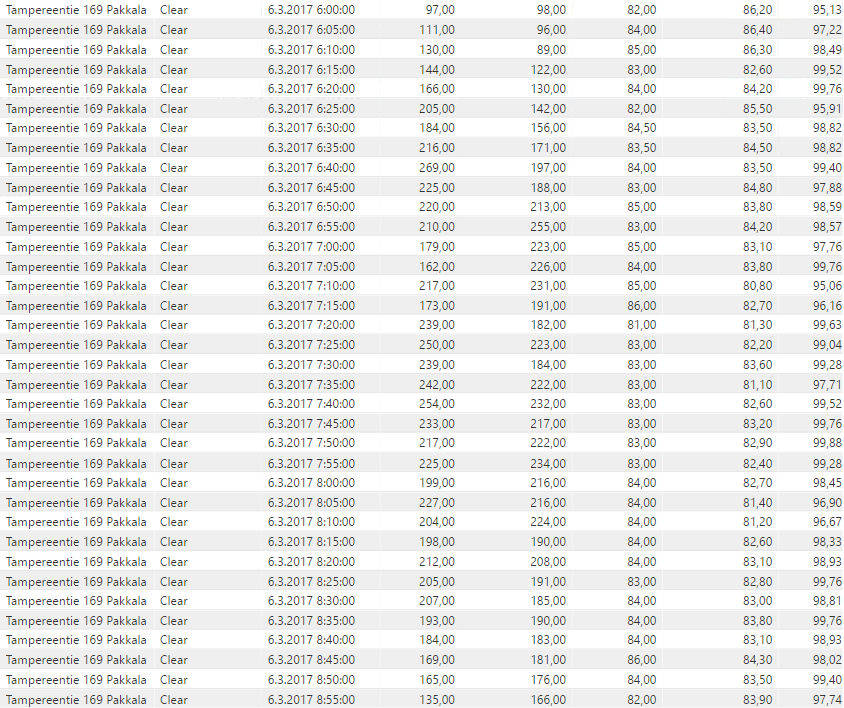 Tampereentie 169 Pakkala Clear 6.3.2017 6:00:00 97,00 98,00 82,00 86,20 95,13
Tampereentie 169 Pakkala Clear 6.3.2017 6:05:00 111,00 96,00 84,00 86,40 97,22
Tampereentie 169 Pakkala Clear 6.3.2017 6:10:00 130,00 89,00 85,00 86,30 98,49
Tampereentie 169 Pakkala Clear 6.3.2017 6:15:00 144,00 122,00 83,00 82,60 99,52
Tampereentie 169 Pakkala Clear 6.3.2017 6:20:00 166,00 130,00 84,00 84,20 99,76
Tampereentie 169 Pakkala Clear 6.3.2017 6:25:00 205,00 142,00 82,00 85,50 95,91
Tampereentie 169 Pakkala Clear 6.3.2017 6:30:00 184,00 156,00 84,50 83,50 98,82
Tampereentie 169 Pakkala Clear 6.3.2017 6:35:00 216,00 171,00 83,50 84,50 98,82
Tampereentie 169 Pakkala Clear 6.3.2017 6:40:00 269,00 197,00 84,00 83,50 99,40
Tampereentie 169 Pakkala Clear 6.3.2017 6:45:00 225,00 188,00 83,00 84,80 97,88
Tampereentie 169 Pakkala Clear 6.3.2017 6:50:00 220,00 213,00 85,00 83,80 98,59
Tampereentie 169 Pakkala Clear 6.3.2017 6:55:00 210,00 255,00 83,00 84,20 98,57
Tampereentie 169 Pakkala Clear 6.3.2017 7:00:00 179,00 223,00 85,00 83,10 97,76
Tampereentie 169 Pakkala Clear 6.3.2017 7:05:00 162,00 226,00 84,00 83,80 99,76
Tampereentie 169 Pakkala Clear 6.3.2017 7:10:00 217,00 231,00 85,00 80,80 95,06
Tampereentie 169 Pakkala Clear 6.3.2017 7:15:00 173,00 191,00 86,00 82,70 96,16
Tampereentie 169 Pakkala Clear 6.3.2017 7:20:00 239,00 182,00 81,00 81,30 99,63
Tampereentie 169 Pakkala Clear 6.3.2017 7:25:00 250,00 223,00 83,00 82,20 99,04
Tampereentie 169 Pakkala Clear 6.3.2017 7:30:00 239,00 184,00 83,00 83,60 99,28
Tampereentie 169 Pakkala Clear 6.3.2017 7:35:00 242,00 222,00 83,00 81,10 97,71
Tampereentie 169 Pakkala Clear 6.3.2017 7:40:00 254,00 232,00 83,00 82,60 99,52
Tampereentie 169 Pakkala Clear 6.3.2017 7:45:00 233,00 217,00 83,00 83,20 99,76
Tampereentie 169 Pakkala Clear 6.3.2017 7:50:00 217,00 222,00 83,00 82,90 99,88
Tampereentie 169 Pakkala Clear 6.3.2017 7:55:00 225,00 234,00 83,00 82,40 99,28
Tampereentie 169 Pakkala Clear 6.3.2017 8:00:00 199,00 216,00 84,00 82,70 98,45
Tampereentie 169 Pakkala Clear 6.3.2017 8:05:00 227,00 216,00 84,00 81,40 96,90
Tampereentie 169 Pakkala Clear 6.3.2017 8:10:00 204,00 224,00 84,00 81,20 96,67
Tampereentie 169 Pakkala Clear 6.3.2017 8:15:00 198,00 190,00 84,00 82,60 98,33
Tampereentie 169 Pakkala Clear 6.3.2017 8:20:00 212,00 208,00 84,00 83,10 98,93
Tampereentie 169 Pakkala Clear 6.3.2017 8:25:00 205,00 191,00 83,00 82,80 99,76
Tampereentie 169 Pakkala Clear 6.3.2017 8:30:00 207,00 185,00 84,00 83,00 98,81
Tampereentie 169 Pakkala Clear 6.3.2017 8:35:00 193,00 190,00 84,00 83,80 99,76
Tampereentie 169 Pakkala Clear 6.3.2017 8:40:00 184,00 183,00 84,00 83,10 98,93
Tampereentie 169 Pakkala Clear 6.3.2017 8:45:00 169,00 181,00 86,00 84,30 98,02
Tampereentie 169 Pakkala Clear 6.3.2017 8:50:00 165,00 176,00 84,00 83,50 99,40
Tampereentie 169 Pakkala Clear 6.3.2017 8:55:00 135,00 166,00 82,00 83,90 97,74